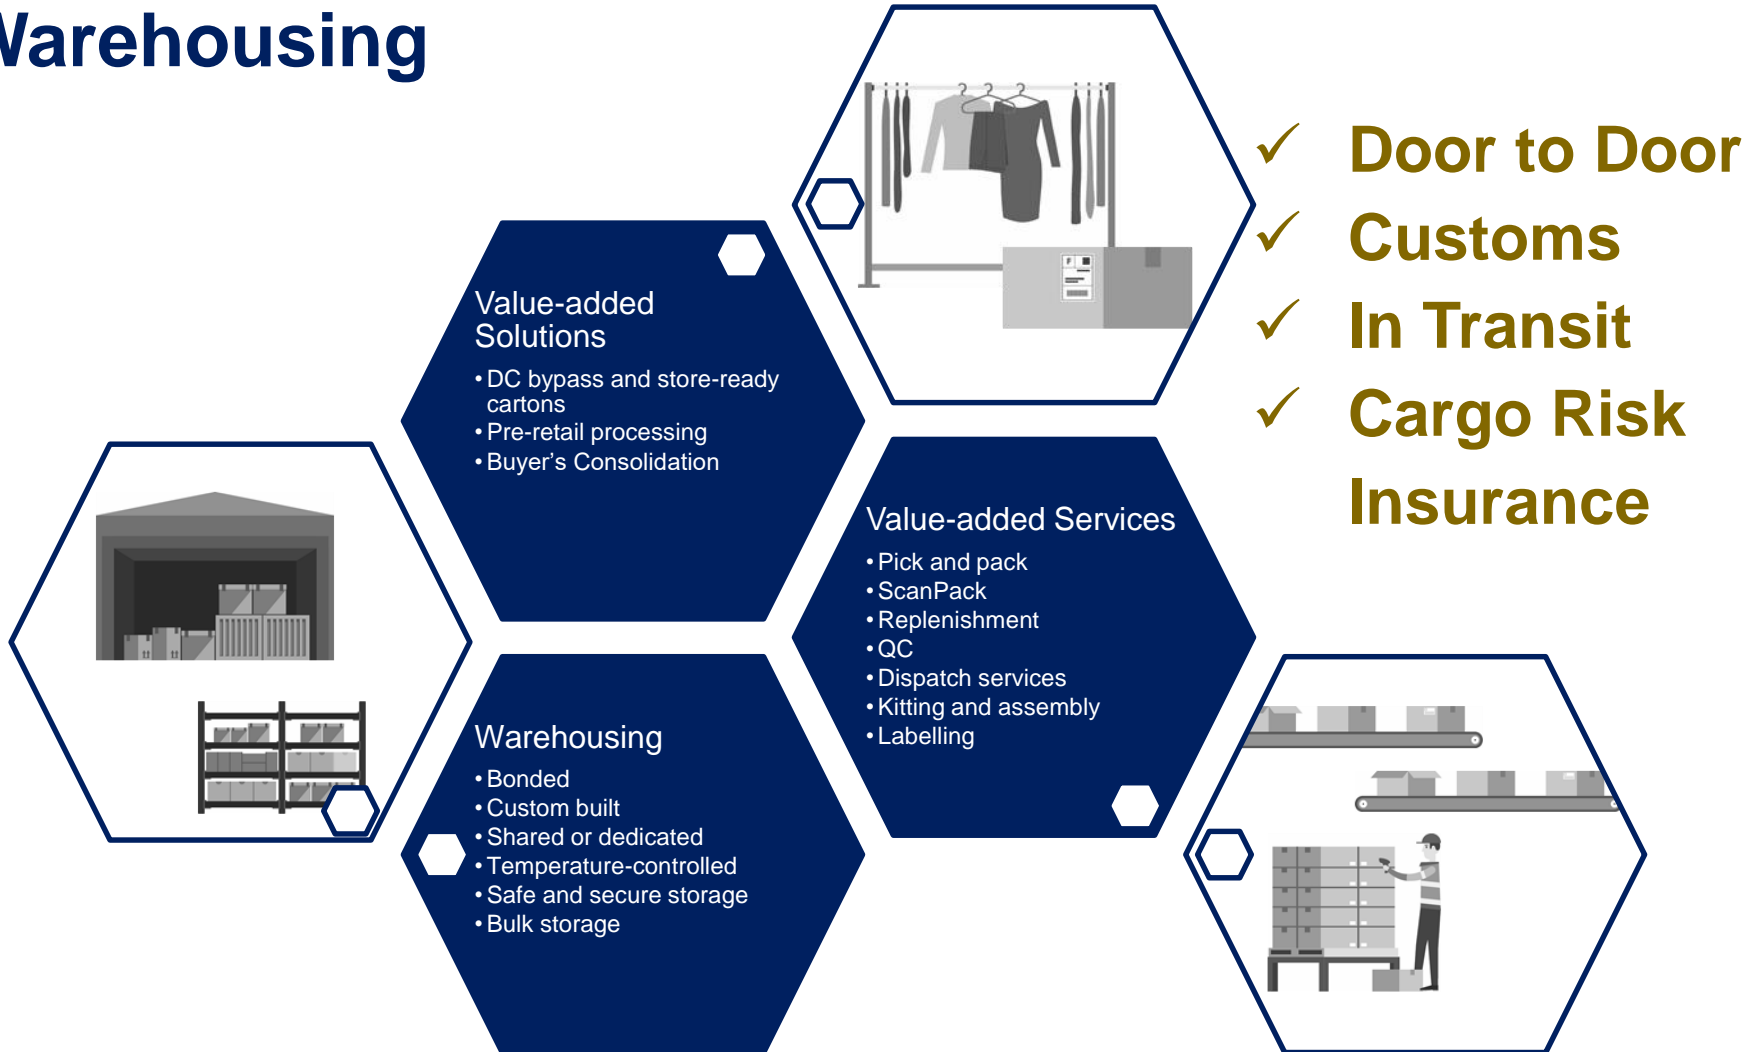 Warehousing
Value-added
Solutions
• DC bypass and store-ready
cartons
• Pre-retail processing
• Buyer’s Consolidation
Value-added Services
• Pick and pack
• ScanPack
• Replenishment
• QC
• Dispatch services
• Kitting and assembly
• Labelling
Warehousing
• Bonded
• Custom built
• Shared or dedicated
• Temperature-controlled
• Safe and secure storage
• Bulk storage
✓ Door to Door
✓ Customs
✓ In Transit
✓ Cargo Risk
Insurance